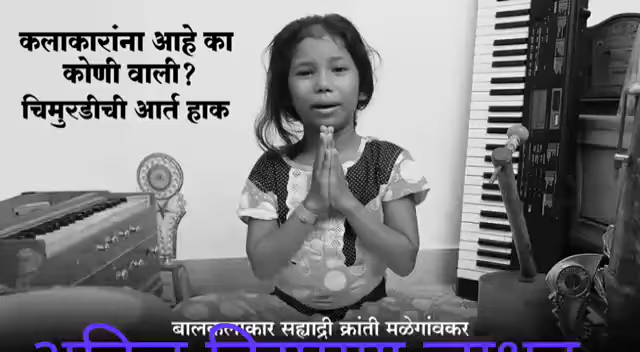 कलाकारांना आहे का
कोणी वाली?
चिमुरडीची आर्त हाक
बालकलाकार सह्याद्री क्रांती मळेगांवकर